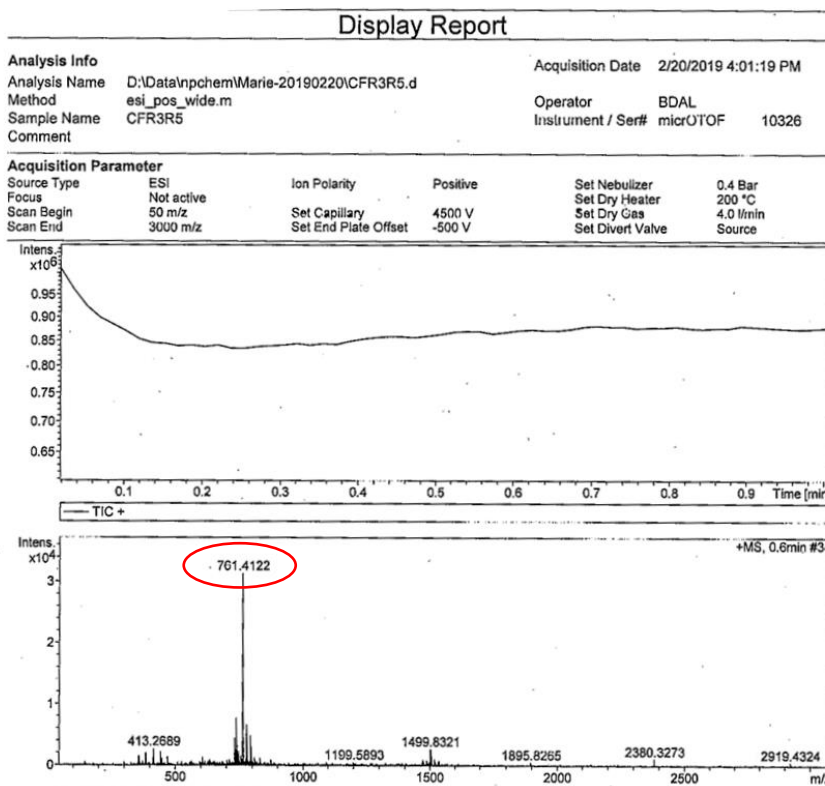 Display Report
Analysis Info
Acquisition Date 2/20/2019 4:01:19 PM
Analysis Name D:\Data\npchem\Marie-20190220\CFR3R5.d
Method esi_pos_wide.m
Operator BDAL
Sample Name CFR3R5
Instrument / Ser# micrOTOF 10326
Comment
Acquisition Parameter
Source Type ESI Ion Polarity Positive Set Nebulizer 0.4 Bar
Focus Not active Set Dry Heater 200 °C
Scan Begin 50 m/z Set Capillary 4500 V Set Dry Gas 4.0 l/min
Scan End 3000 m/z Set End Plate Offset -500 V Set Divert Valve Source
Intens.
x10⁶
0.95
0.90
0.85
0.80
0.75
0.70
0.65
0.1 0.2 0.3 0.4 0.5 0.6 0.7 0.8 0.9 Time [min
TIC +
Intens.
x10⁴
+MS, 0.6min #3
761.4122
3
2
1
413.2689 1199.5893 1499.8321 1895.8265 2380.3273 2919.4324
0
500 1000 1500 2000 2500 m/